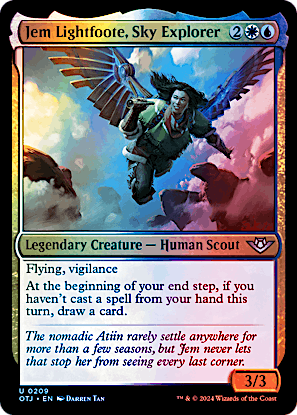 Jem Lightfoote, Sky Explorer 2
Legendary Creature — Human Scout
Flying, vigilance
At the beginning of your end step, if you
haven't cast a spell from your hand this
turn, draw a card.
The nomadic Atiin rarely settle anywhere for
more than a few seasons, but Jem never lets
that stop her from seeing every last corner.
3/3
U 0209
OTJ • EN Darren Tan
™ & © 2024 Wizards of the Coast